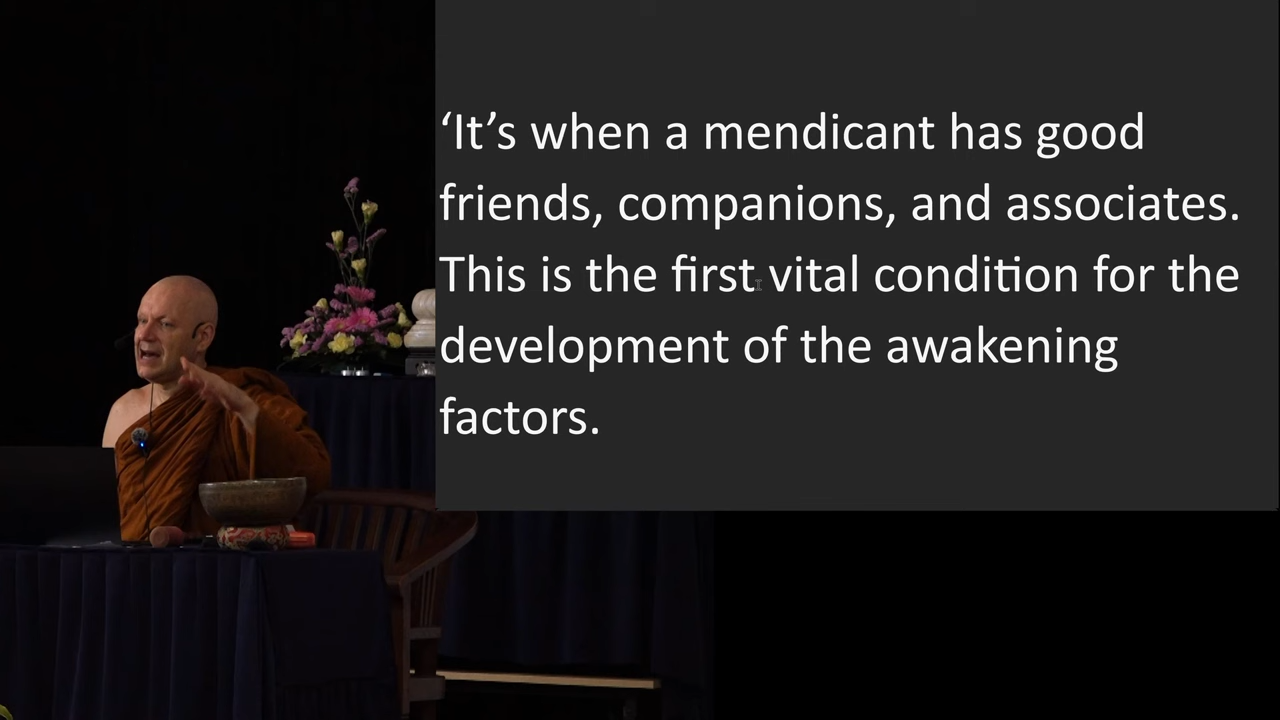 ‘It’s when a mendicant has good
friends, companions, and associates.
This is the first vital condition for the
development of the awakening
factors.